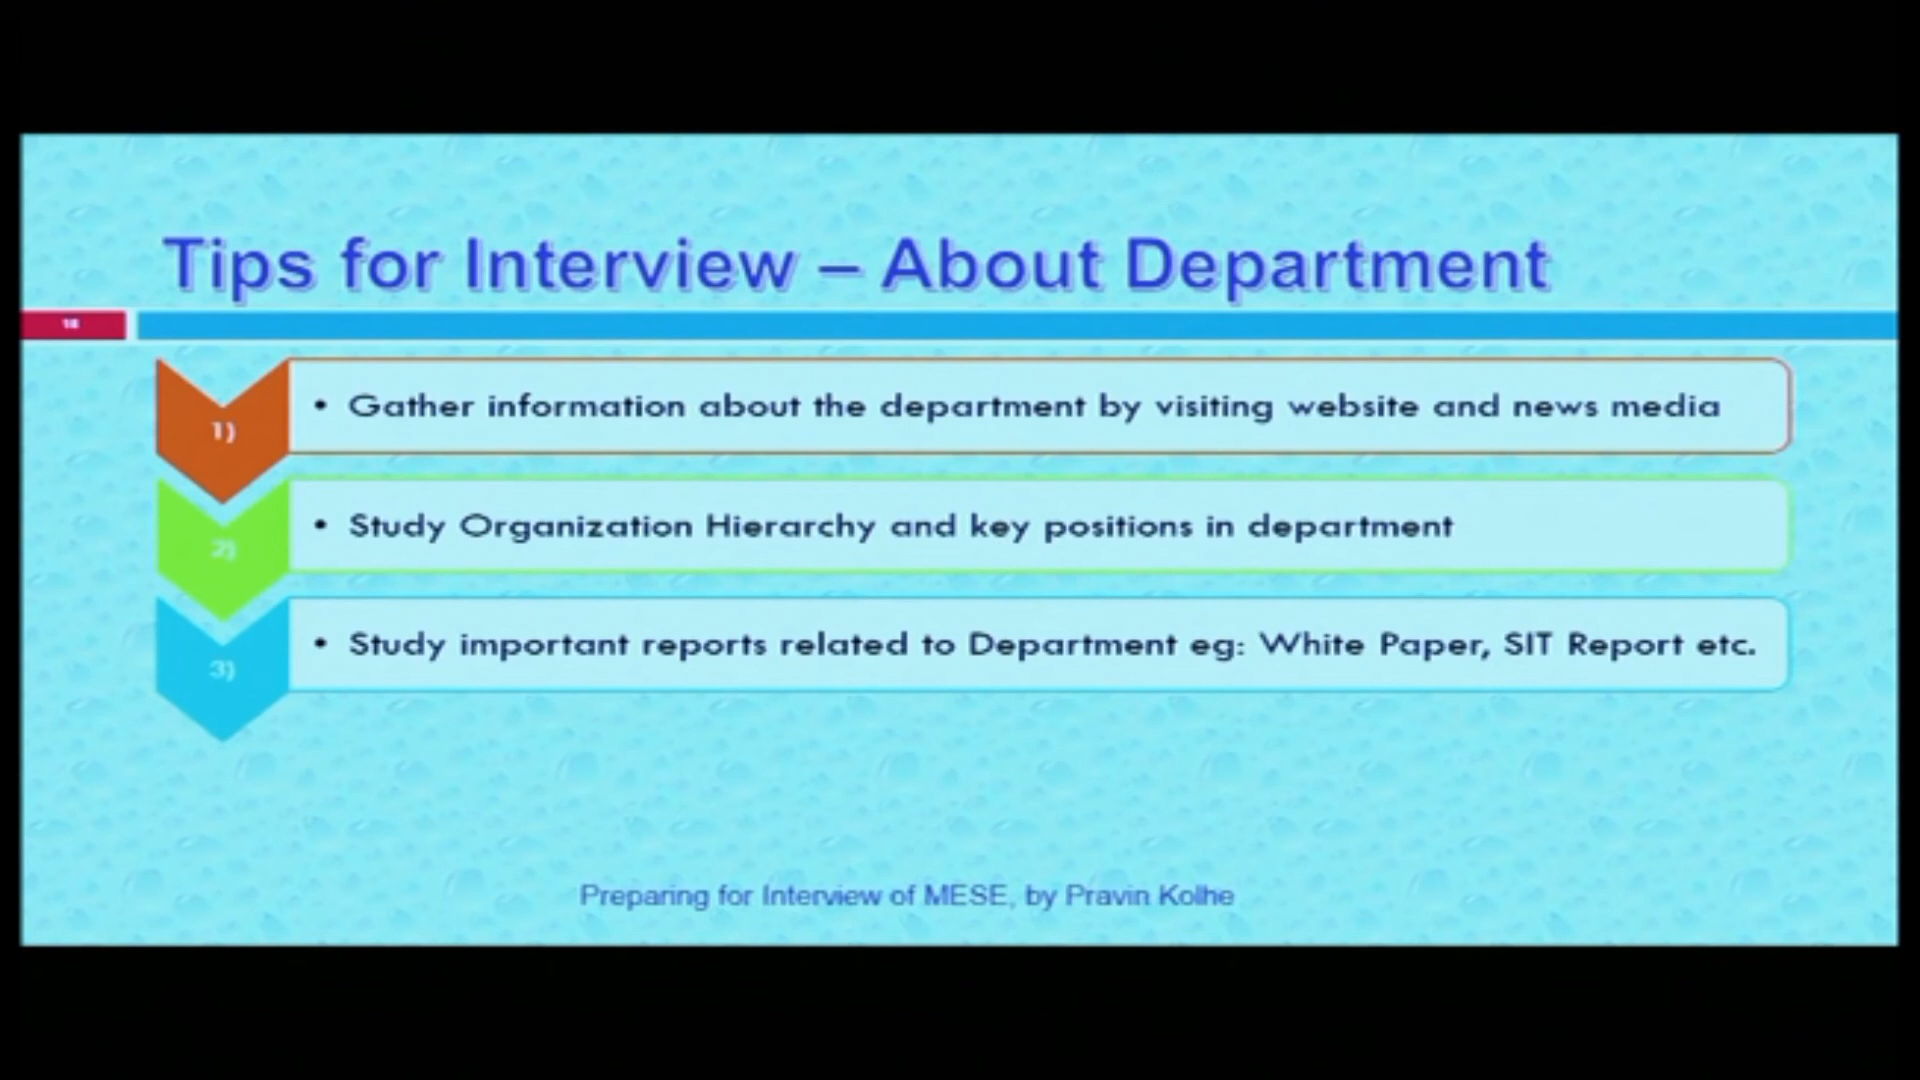 Tips for Interview – About Department
18
1)
• Gather information about the department by visiting website and news media
2)
• Study Organization Hierarchy and key positions in department
3)
• Study important reports related to Department eg: White Paper, SIT Report etc.
Preparing for Interview of MESE, by Pravin Kolhe